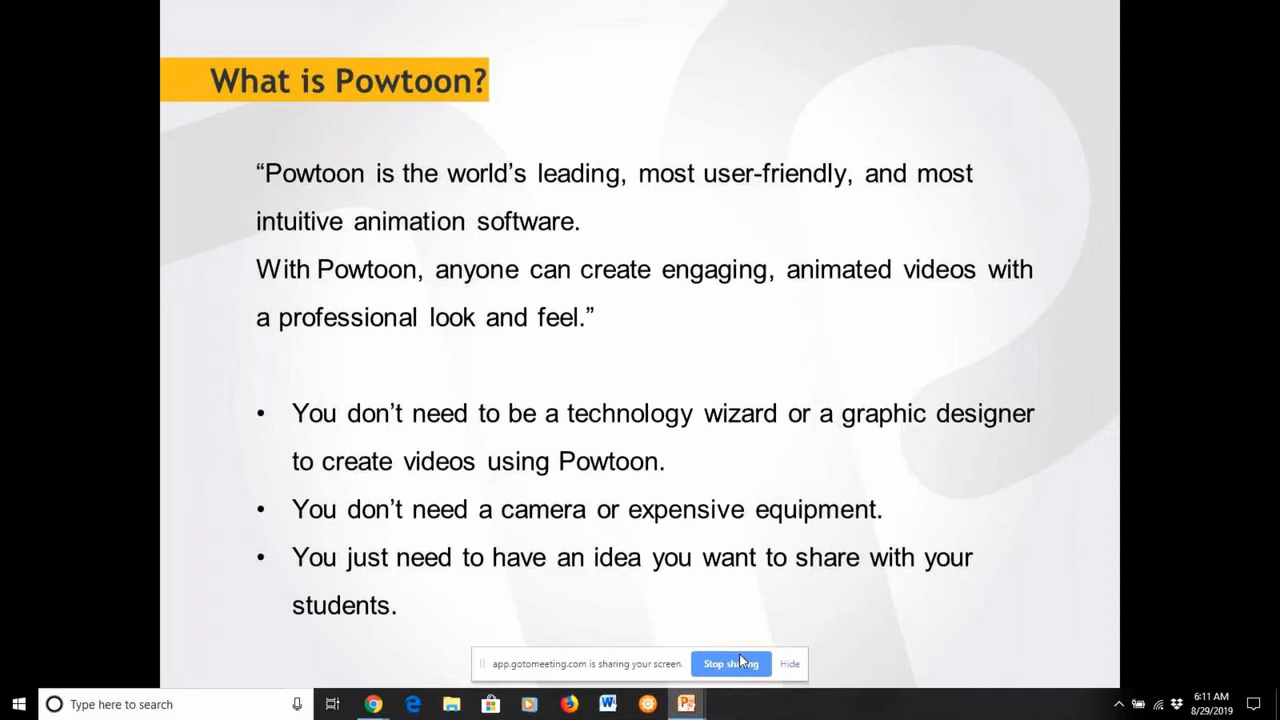 What is Powtoon?
“Powtoon is the world’s leading, most user-friendly, and most
intuitive animation software.
With Powtoon, anyone can create engaging, animated videos with
a professional look and feel.”
• You don’t need to be a technology wizard or a graphic designer
to create videos using Powtoon.
• You don’t need a camera or expensive equipment.
• You just need to have an idea you want to share with your
students.
app.gotomeeting.com is sharing your screen.
Stop sharing
Hide
Type here to search
6:11 AM
8/29/2019